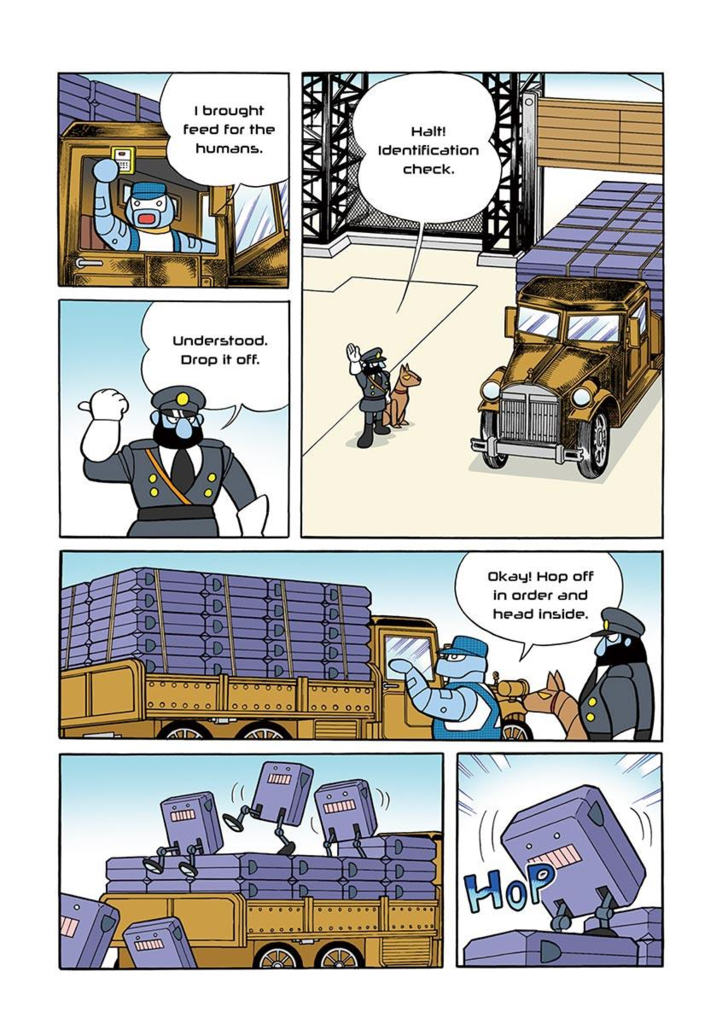 Halt!
Identification
check.
I brought
feed for the
humans.
Understood.
Drop it off.
Okay! Hop off
in order and
head inside.
HOP